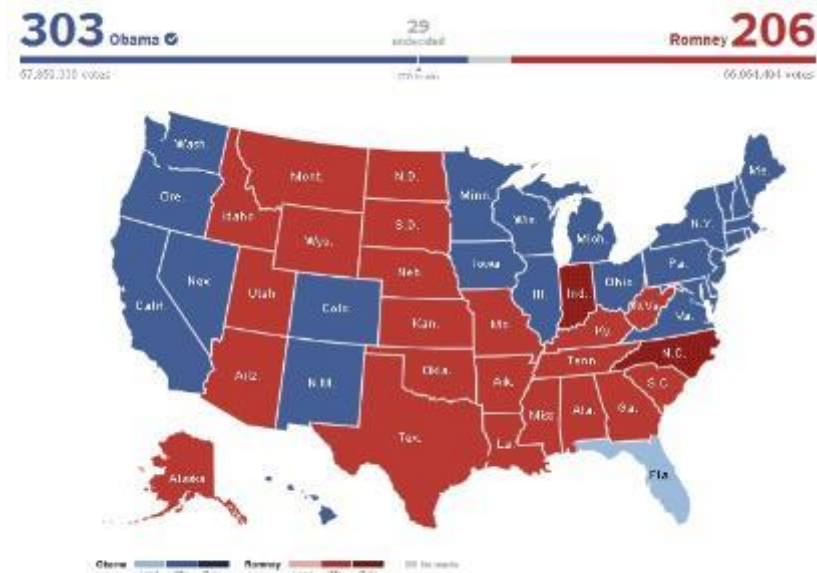 303 Obama
29
undecided
Romney 206
votes
votes
Wash.
Ore.
Calif.
Nev.
Idaho
Mont.
Wyo.
Utah
Ariz.
Colo.
N.M.
N.D.
S.D.
Neb.
Kan.
Okla.
Tex.
Minn.
Iowa
Mo.
Ark.
La.
Wis.
Ill.
Mich.
Ind.
Ohio
Ky.
Tenn.
Miss.
Ala.
Ga.
Fla.
S.C.
N.C.
W.Va.
Va.
Pa.
N.Y.
Me.
Alaska
Obama
Romney